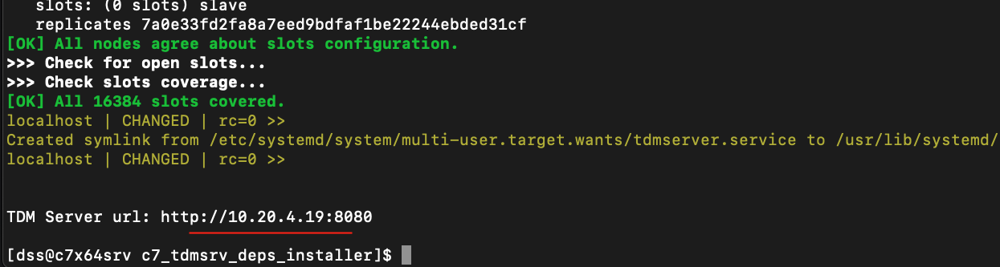 slots: (0 slots) slave
replicates 7a0e33fd2fa8a7eed9bdfaf1be22244ebded31cf
[OK] All nodes agree about slots configuration.
>>> Check for open slots...
>>> Check slots coverage...
[OK] All 16384 slots covered.
localhost | CHANGED | rc=0 >>
Created symlink from /etc/systemd/system/multi-user.target.wants/tdmserver.service to /usr/lib/systemd/
localhost | CHANGED | rc=0 >>
TDM Server url: http://10.20.4.19:8080
[dss@c7x64srv c7_tdmsrv_deps_installer]$